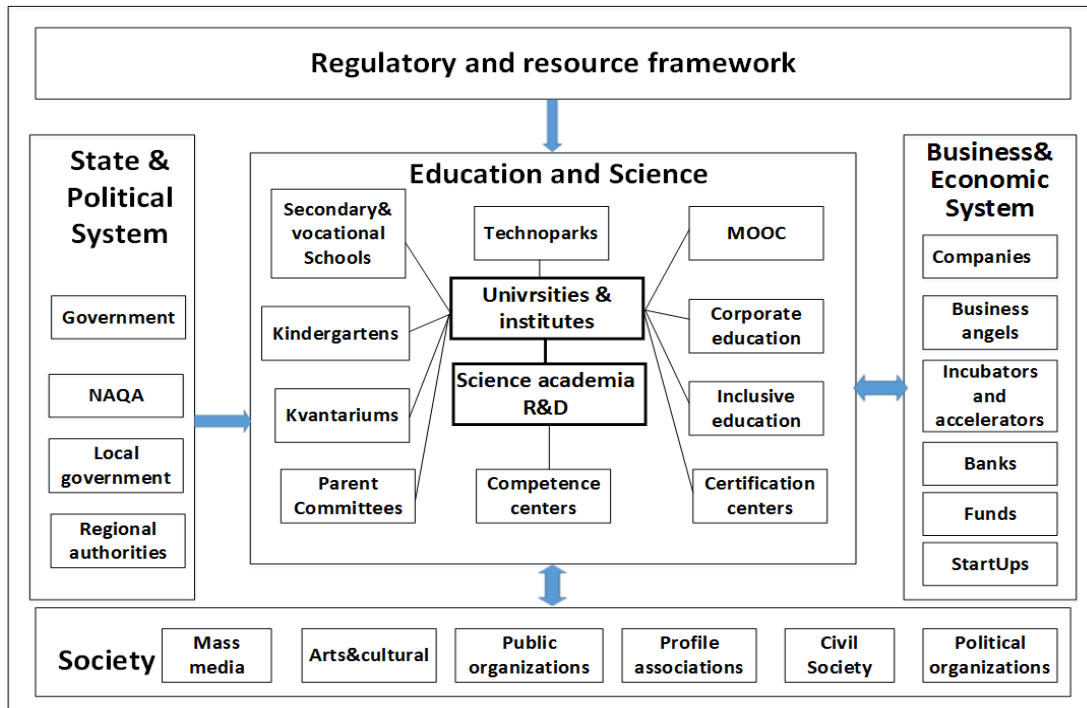 Regulatory and resource framework
State &
Political
System
Government
NAQA
Local
government
Regional
authorities
Education and Science
Secondary&
vocational
Schools
Technoparks
MOOC
Univrsities &
institutes
Kindergartens
Corporate
education
Science academia
R&D
Kvantariums
Inclusive
education
Parent
Committees
Competence
centers
Certification
centers
Business&
Economic
System
Companies
Business
angels
Incubators
and
accelerators
Banks
Funds
StartUps
Society
Mass
media
Arts&cultural
Public
organizations
Profile
associations
Civil
Society
Political
organizations